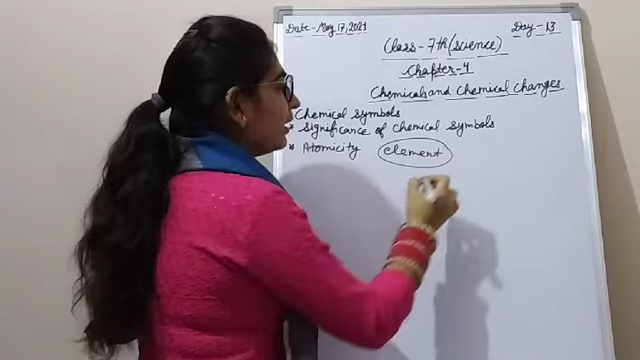 Date - May 17, 2021 Day - 13
Class - 7th (science)
Chapter - 4
Chemicals and Chemical Changes
Chemical symbols
* Significance of Chemical symbols
* Atomicity element